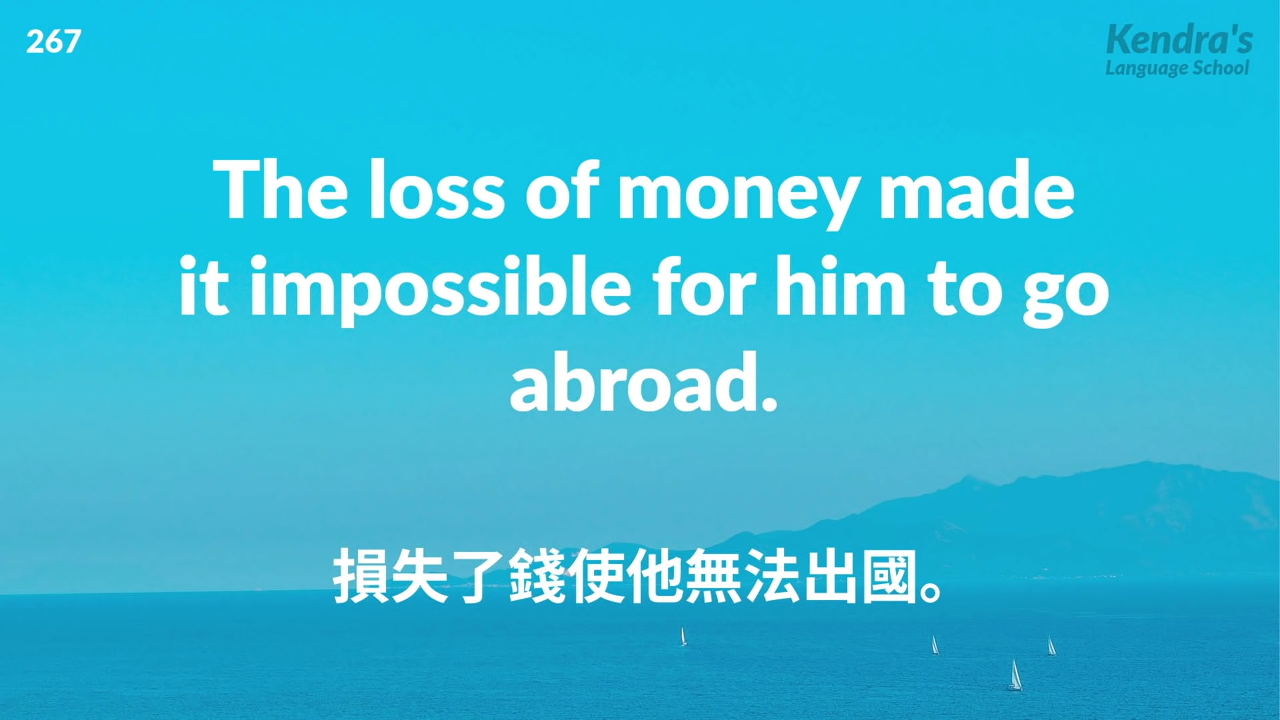 267
Kendra's
Language School
The loss of money made
it impossible for him to go
abroad.
損失了錢使他無法出國。